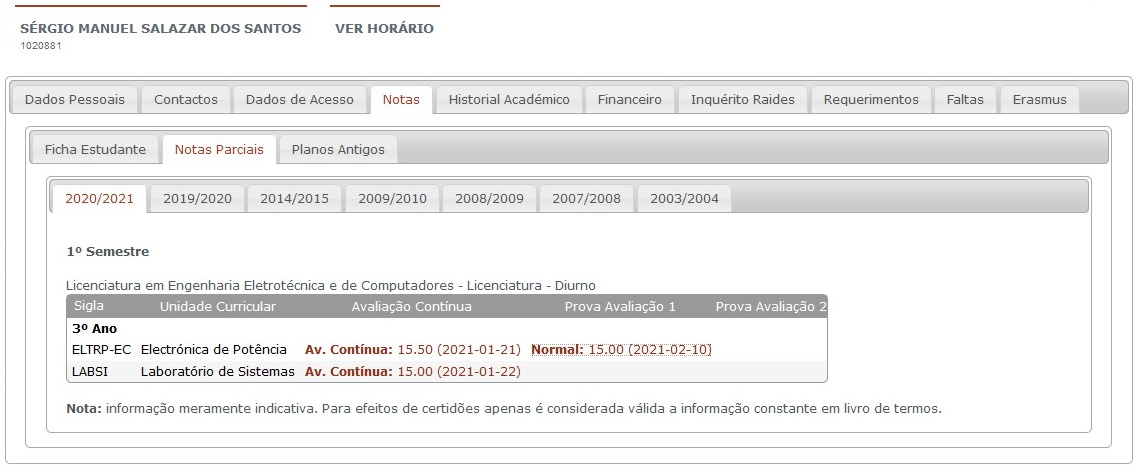 SÉRGIO MANUEL SALAZAR DOS SANTOS VER HORÁRIO
1020881
Dados Pessoais Contactos Dados de Acesso Notas Historial Académico Financeiro Inquérito Raides Requerimentos Faltas Erasmus
Ficha Estudante Notas Parciais Planos Antigos
2020/2021 2019/2020 2014/2015 2009/2010 2008/2009 2007/2008 2003/2004
1º Semestre
Licenciatura em Engenharia Eletrotécnica e de Computadores - Licenciatura - Diurno
Sigla Unidade Curricular Avaliação Contínua Prova Avaliação 1 Prova Avaliação 2
3º Ano
ELTRP-EC Electrónica de Potência Av. Contínua: 15.50 (2021-01-21) Normal: 15.00 (2021-02-10)
LABSI Laboratório de Sistemas Av. Contínua: 15.00 (2021-01-22)
Nota: informação meramente indicativa. Para efeitos de certidões apenas é considerada válida a informação constante em livro de termos.